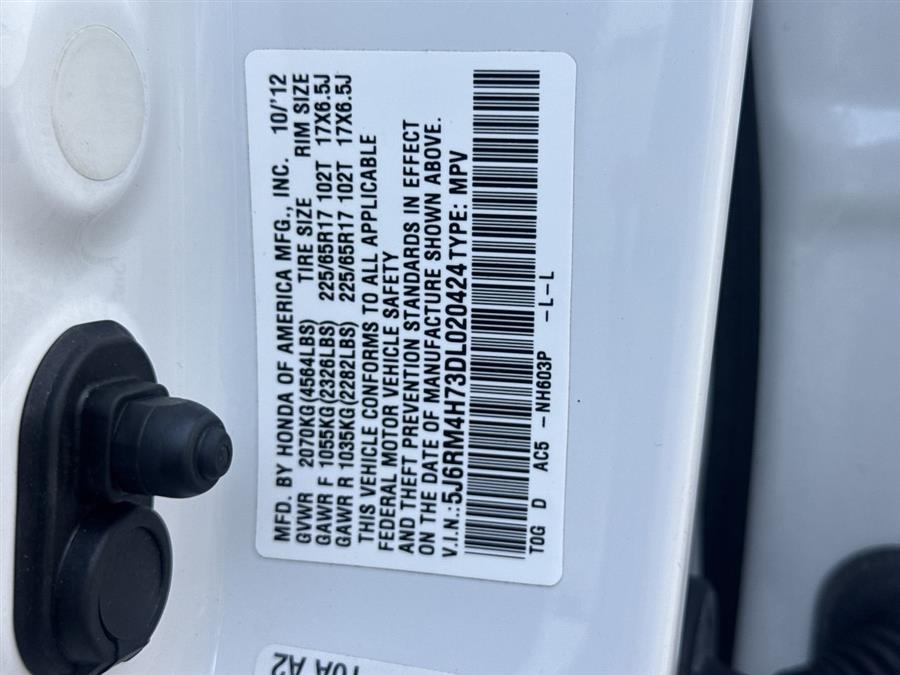 MFD. BY HONDA OF AMERICA MFG., INC. 10/'12
GVWR 2070KG(4564LBS) TIRE SIZE RIM SIZE
GAWR F 1055KG(2326LBS) 225/65R17 102T 17X6.5J
GAWR R 1035KG(2282LBS) 225/65R17 102T 17X6.5J
THIS VEHICLE CONFORMS TO ALL APPLICABLE
FEDERAL MOTOR VEHICLE SAFETY
AND THEFT PREVENTION STANDARDS IN EFFECT
ON THE DATE OF MANUFACTURE SHOWN ABOVE.
V.I.N.:5J6RM4H73DL020424 TYPE: MPV
TOG D AC5 -NH603P -L-L
A2